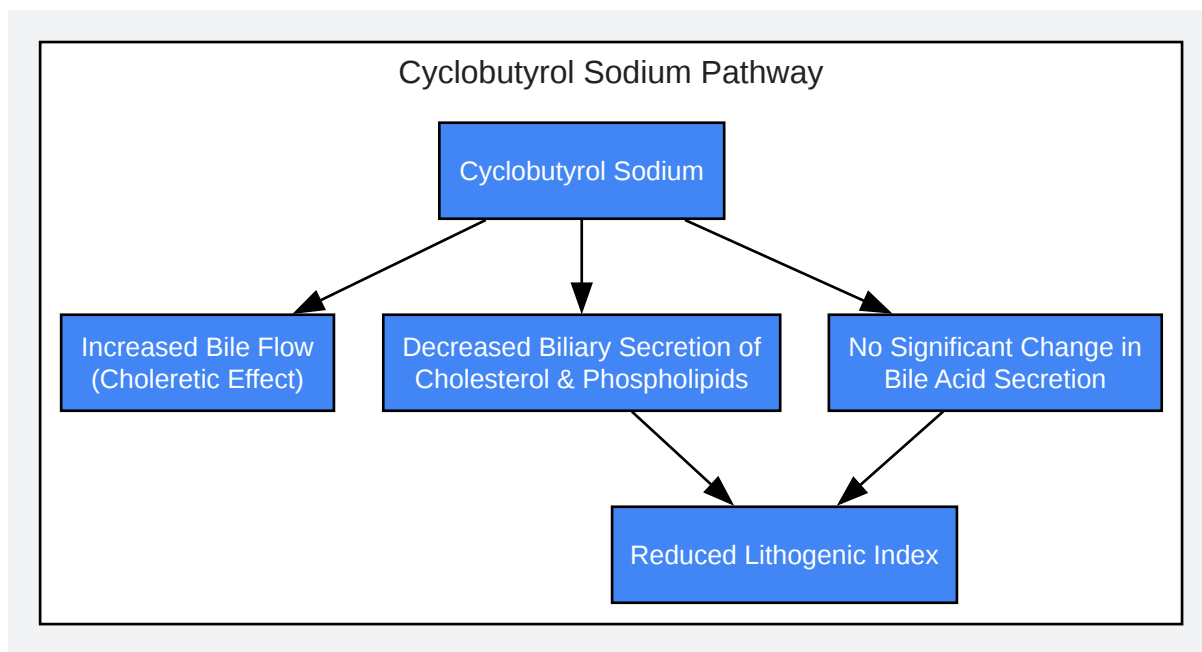 Cyclobutyrol Sodium Pathway
Cyclobutyrol Sodium
Increased Bile Flow
(Choleretic Effect)
Decreased Biliary Secretion of
Cholesterol & Phospholipids
No Significant Change in
Bile Acid Secretion
Reduced Lithogenic Index